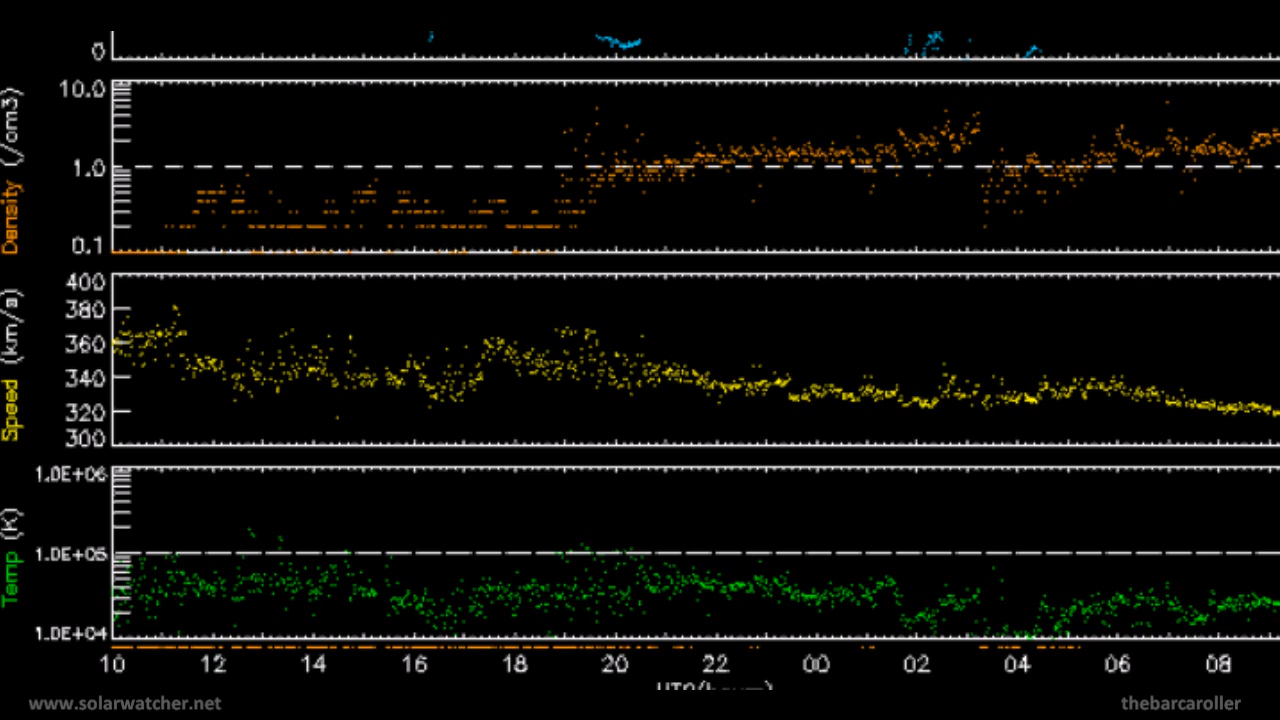 0
10.0
1.0
0.1
Density (/cm3)
400
380
360
340
320
300
Speed (km/s)
1.0E+06
1.0E+05
1.0E+04
Temp (K)
10 12 14 16 18 20 22 00 02 04 06 08
www.solarwatcher.net
thebarcaroller